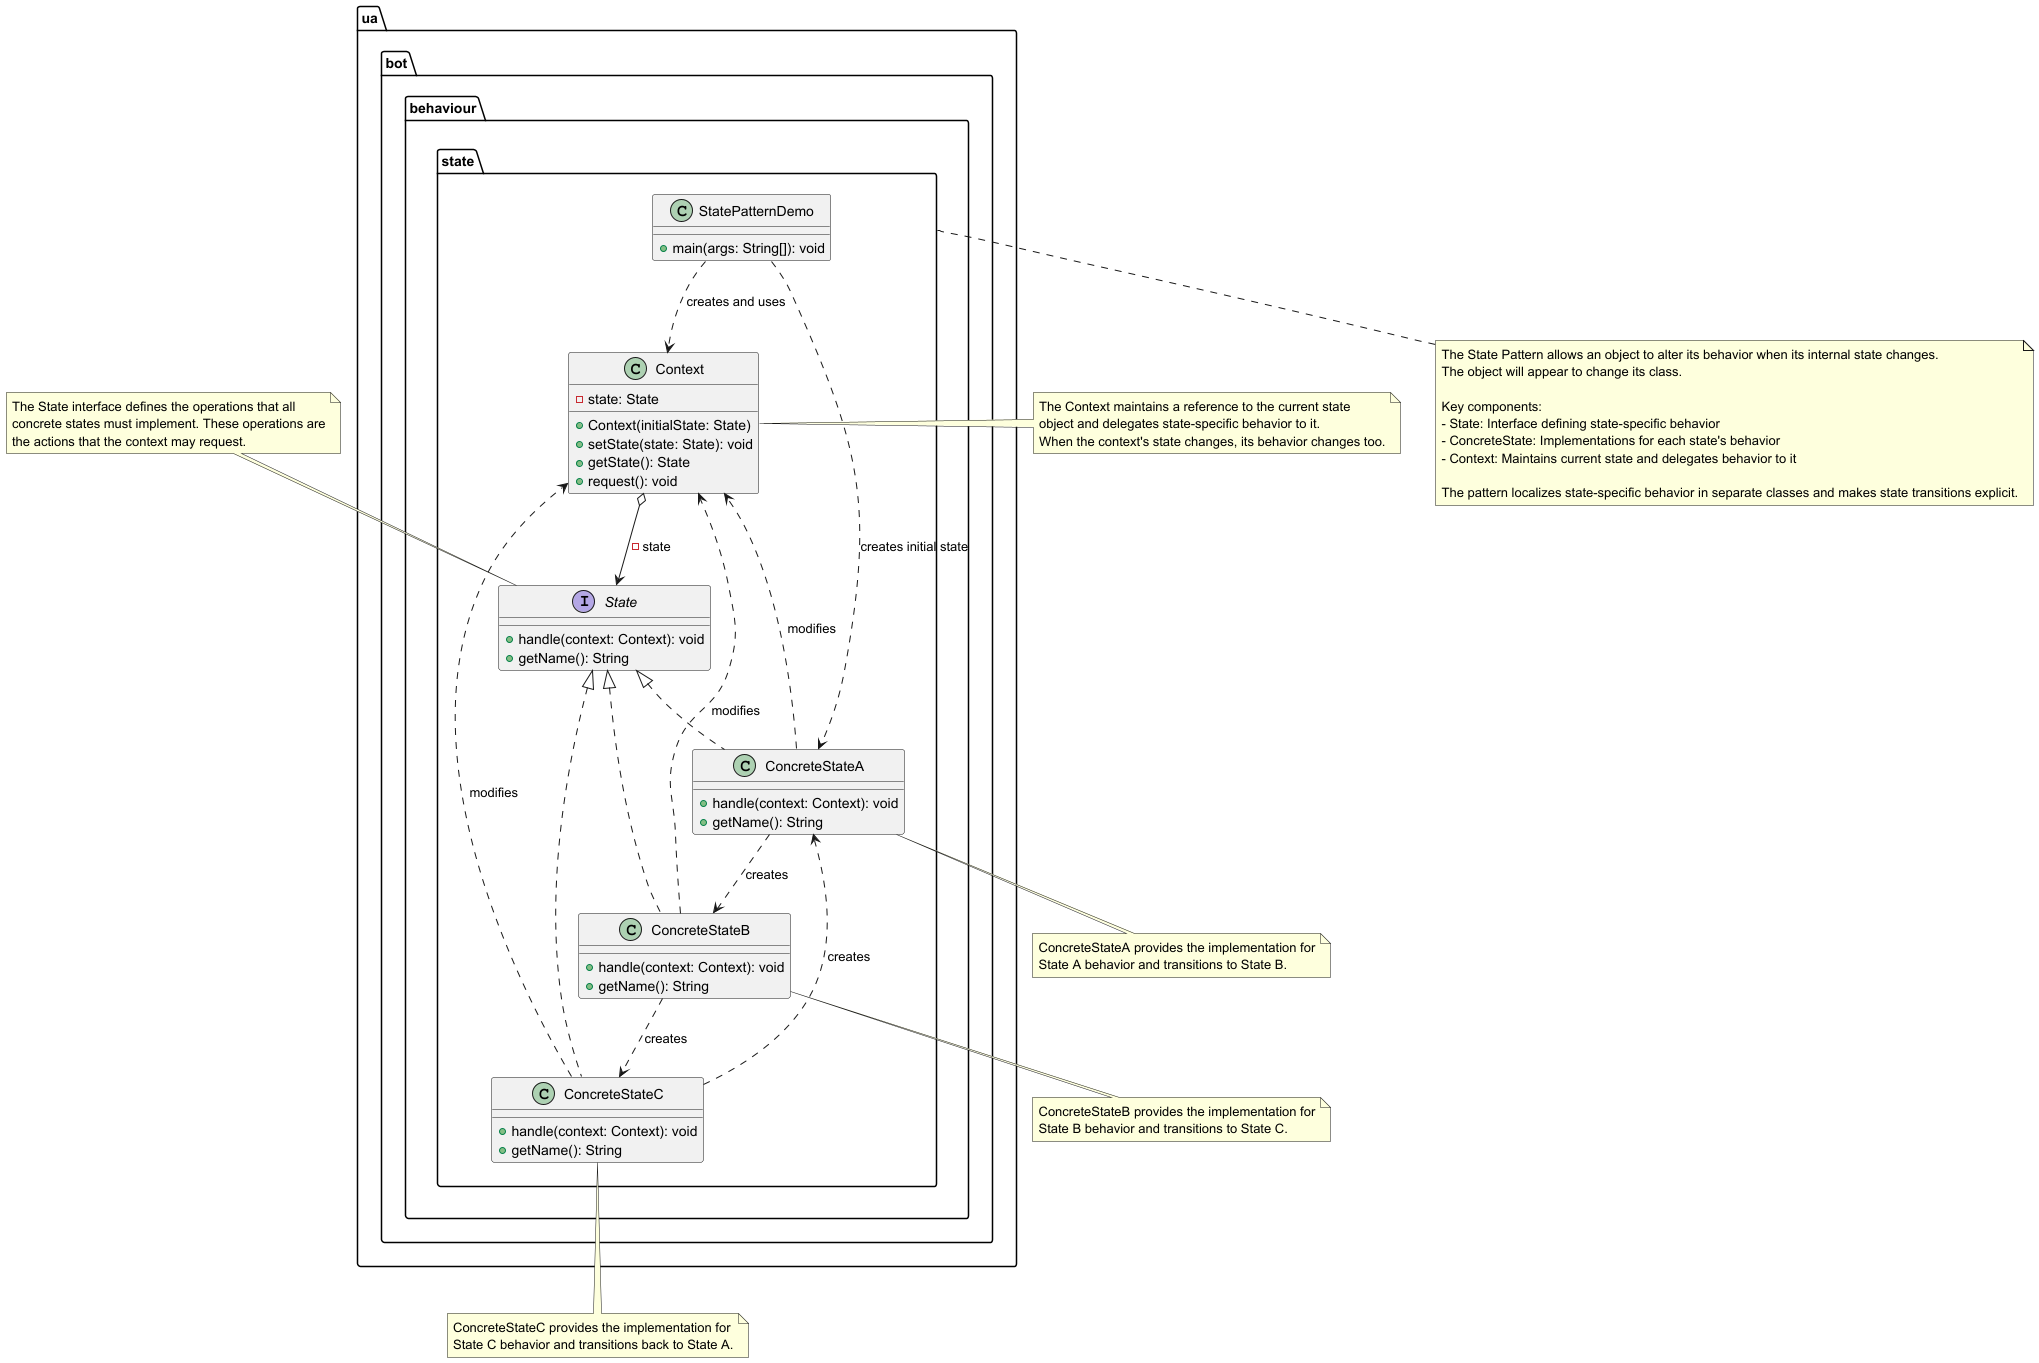 ua
bot
behaviour
state
StatePatternDemo
main(args: String[]): void
creates and uses
Context
state: State
Context(initialState: State)
setState(state: State): void
getState(): State
request(): void
The State interface defines the operations that all
concrete states must implement. These operations are
the actions that the context may request.
The Context maintains a reference to the current state
object and delegates state-specific behavior to it.
When the context's state changes, its behavior changes too.
The State Pattern allows an object to alter its behavior when its internal state changes.
The object will appear to change its class.
Key components:
- State: Interface defining state-specific behavior
- ConcreteState: Implementations for each state's behavior
- Context: Maintains current state and delegates behavior to it
The pattern localizes state-specific behavior in separate classes and makes state transitions explicit.
state
creates initial state
State
handle(context: Context): void
getName(): String
modifies
modifies
modifies
ConcreteStateA
handle(context: Context): void
getName(): String
creates
ConcreteStateB
handle(context: Context): void
getName(): String
creates
ConcreteStateA provides the implementation for
State A behavior and transitions to State B.
creates
ConcreteStateC
handle(context: Context): void
getName(): String
ConcreteStateB provides the implementation for
State B behavior and transitions to State C.
ConcreteStateC provides the implementation for
State C behavior and transitions back to State A.